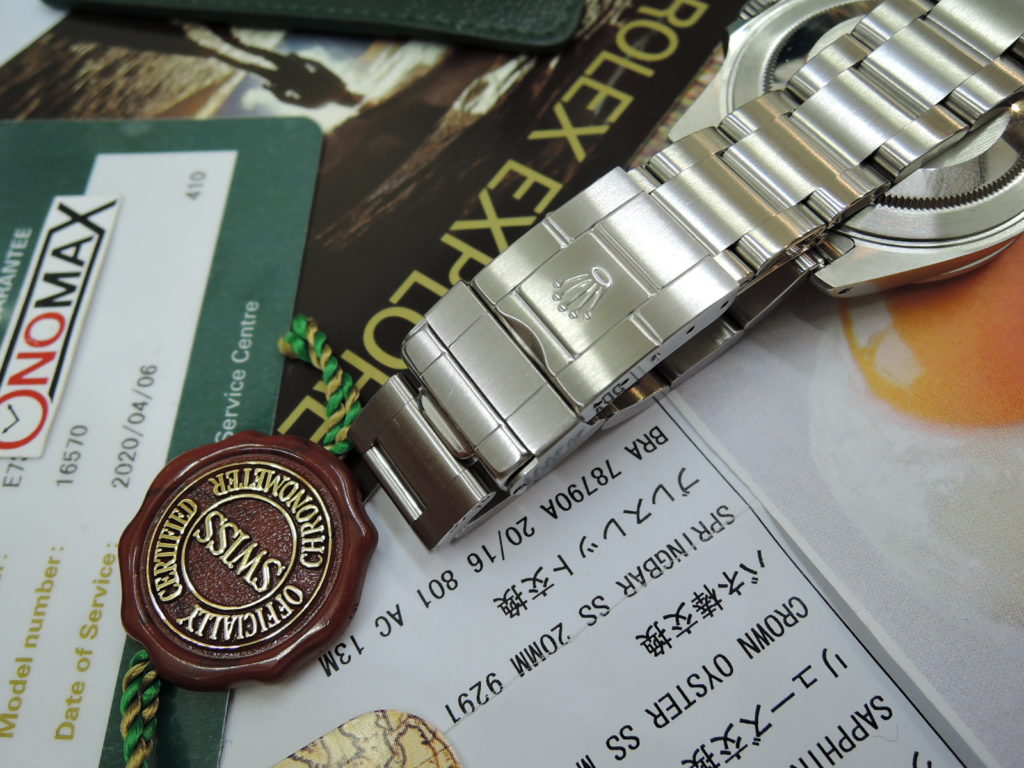 ROLEX EXPLORE
410
ARANTEE
ONOMAX
Service Centre
16570
2020/04/06
Model number:
Date of Service:
OFFICIALLY CERTIFIED CHRONOMETER
SWISS
BRA 78790A 20/16 801 AC 13M
ブレスレット交換
SPRINGBAR SS 20MM 9291
バネ棒交換
CROWN OYSTER SS M
リューズ交換
SAPPHIR